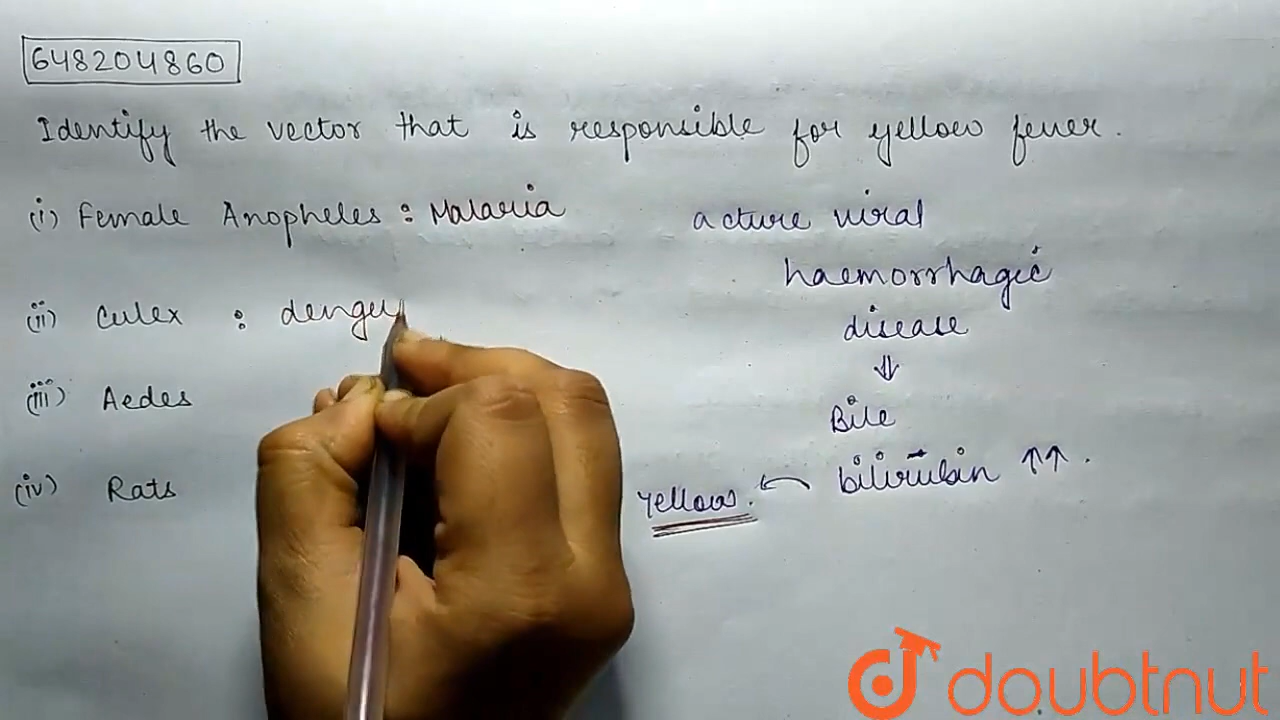 648204860
Identify the vector that is responsible for yellow fever.
(i) Female Anopheles : Malaria
(ii) Culex : dengu
(iii) Aedes
(iv) Rats
acture viral
haemorrhagic
disease
⇓
Bile
bilirubin ↑↑.
yellow.
doubtnut